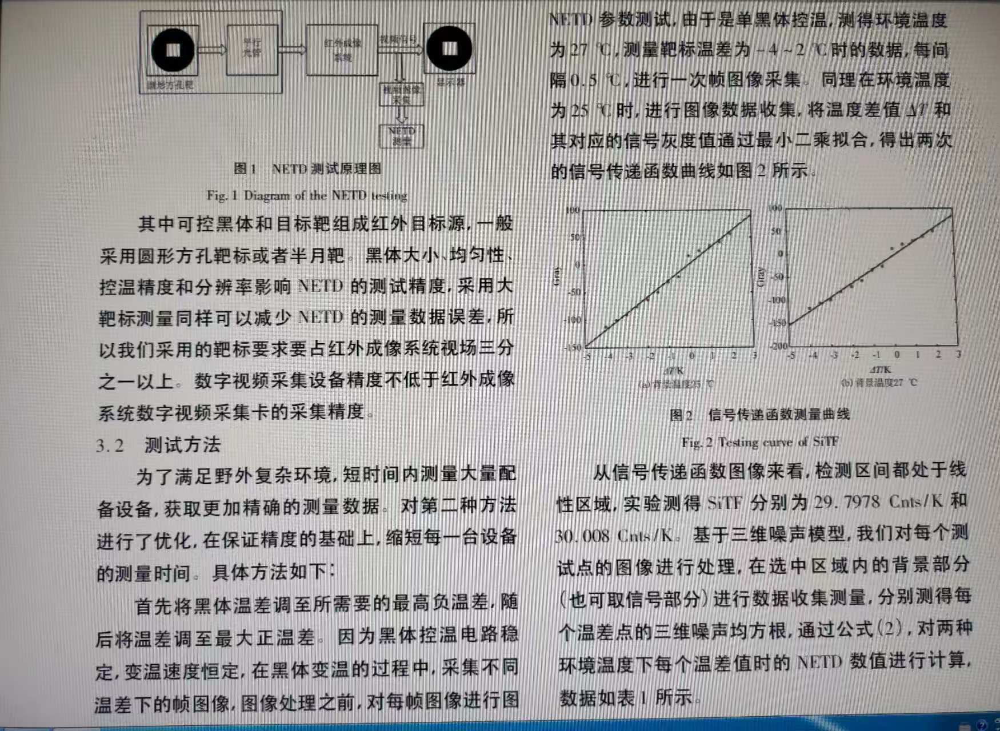 圆形方孔靶
平行
光管
红外成像
系统
视频信号
显示器
视频图像
采集
NETD
测量
图1 NETD 测试原理图
Fig. 1 Diagram of the NETD testing
其中可控黑体和目标靶组成红外目标源,一般
采用圆形方孔靶标或者半月靶。黑体大小、均匀性、
控温精度和分辨率影响 NETD 的测试精度,采用大
靶标测量同样可以减少 NETD 的测量数据误差,所
以我们采用的靶标要求要占红外成像系统视场三分
之一以上。数字视频采集设备精度不低于红外成像
系统数字视频采集卡的采集精度。
3.2 测试方法
为了满足野外复杂环境,短时间内测量大量配
备设备,获取更加精确的测量数据。对第二种方法
进行了优化,在保证精度的基础上,缩短每一台设备
的测量时间。具体方法如下:
首先将黑体温差调至所需要的最高负温差,随
后将温差调至最大正温差。因为黑体控温电路稳
定,变温速度恒定,在黑体变温的过程中,采集不同
温差下的帧图像,图像处理之前,对每帧图像进行图
NETD 参数测试,由于是单黑体控温,测得环境温度
为 27 ℃,测量靶标温差为 -4 ~ 2 ℃时的数据,每间
隔 0.5 ℃,进行一次帧图像采集。同理在环境温度
为 25 ℃时,进行图像数据收集,将温度差值 ΔT 和
其对应的信号灰度值通过最小二乘拟合,得出两次
的信号传递函数曲线如图 2 所示。
100
50
0
-50
-100
-150
Gray
-5 -4 -3 -2 -1 0 1 2 3
ΔT/K
(a)背景温度25 ℃
100
50
0
-50
-100
-150
-200
Gray
-5 -4 -3 -2 -1 0 1 2 3
ΔT/K
(b)背景温度27 ℃
图2 信号传递函数测量曲线
Fig. 2 Testing curve of SiTF
从信号传递函数图像来看,检测区间都处于线
性区域,实验测得 SiTF 分别为 29.7978 Cnts/K 和
30.008 Cnts/K。基于三维噪声模型,我们对每个测
试点的图像进行处理,在选中区域内的背景部分
(也可取信号部分)进行数据收集测量,分别测得每
个温差点的三维噪声均方根,通过公式(2),对两种
环境温度下每个温差值时的 NETD 数值进行计算,
数据如表 1 所示。